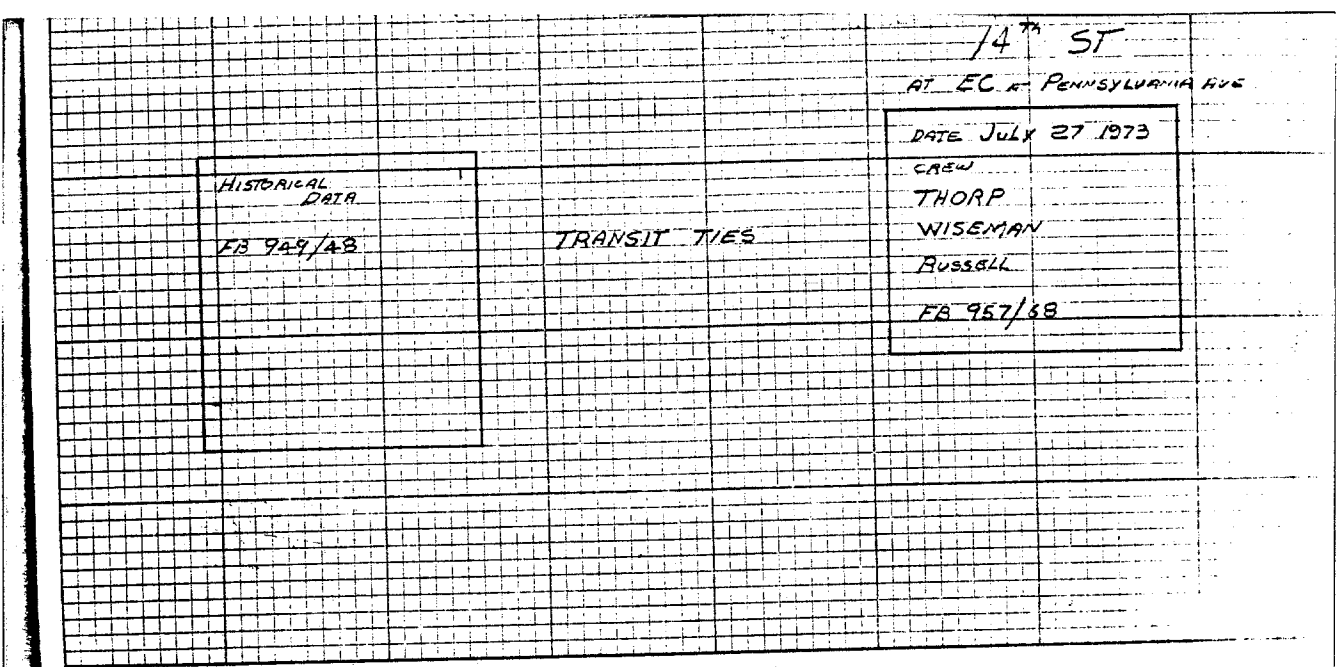 14TH ST
AT EC PENNSYLVANIA AVE
DATE JULY 27 1973
CREW
THORP
WISEMAN
RUSSELL
FB 957/68
HISTORICAL
DATA
FB 949/48
TRANSIT TIES